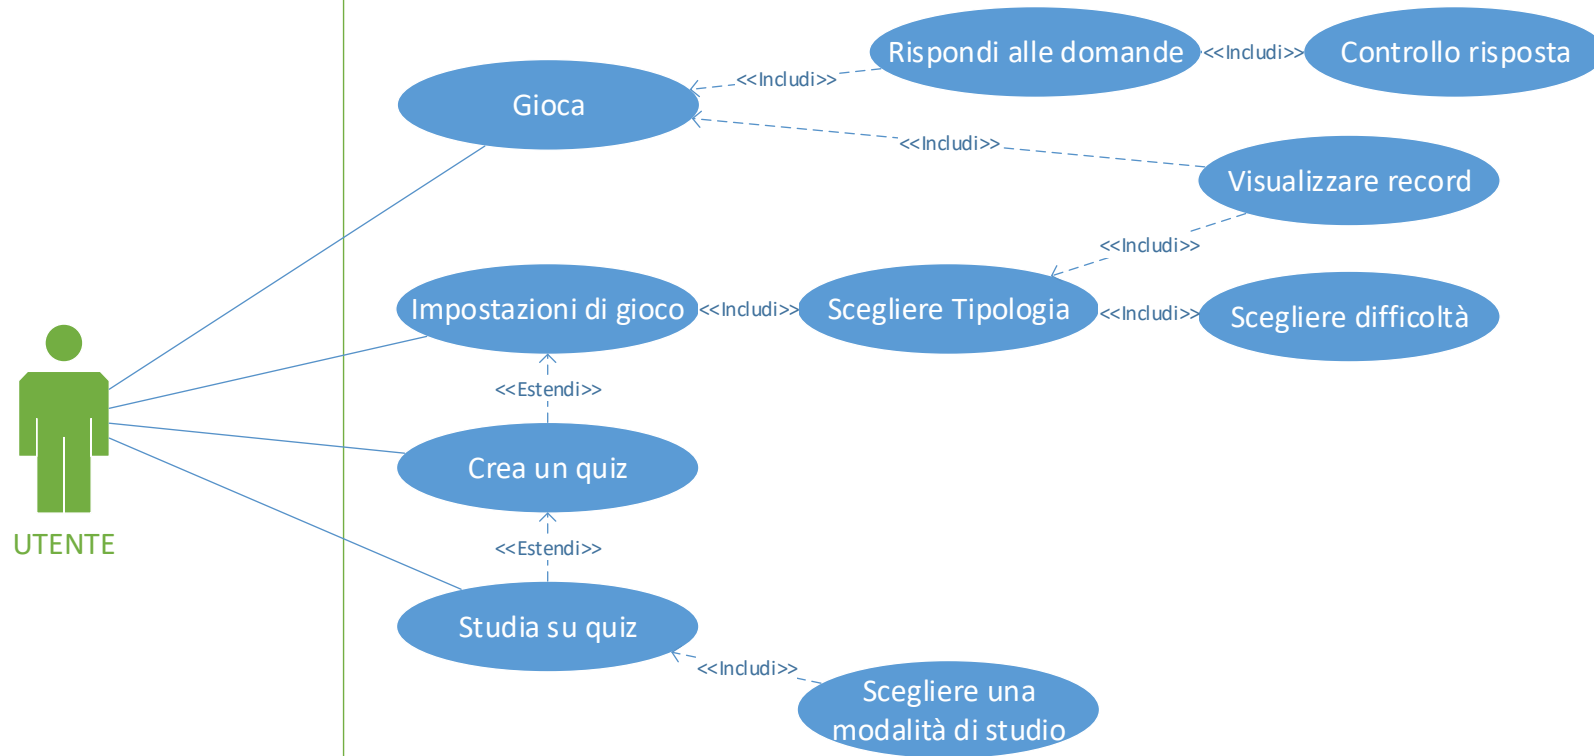 Rispondi alle domande
<<Includi>>
Controllo risposta
<<Includi>>
Gioca
<<Includi>>
Visualizzare record
<<Includi>>
Impostazioni di gioco
<<Includi>>
Scegliere Tipologia
<<Includi>>
Scegliere difficoltà
<<Estendi>>
Crea un quiz
UTENTE
<<Estendi>>
Studia su quiz
<<Includi>>
Scegliere una
modalità di studio